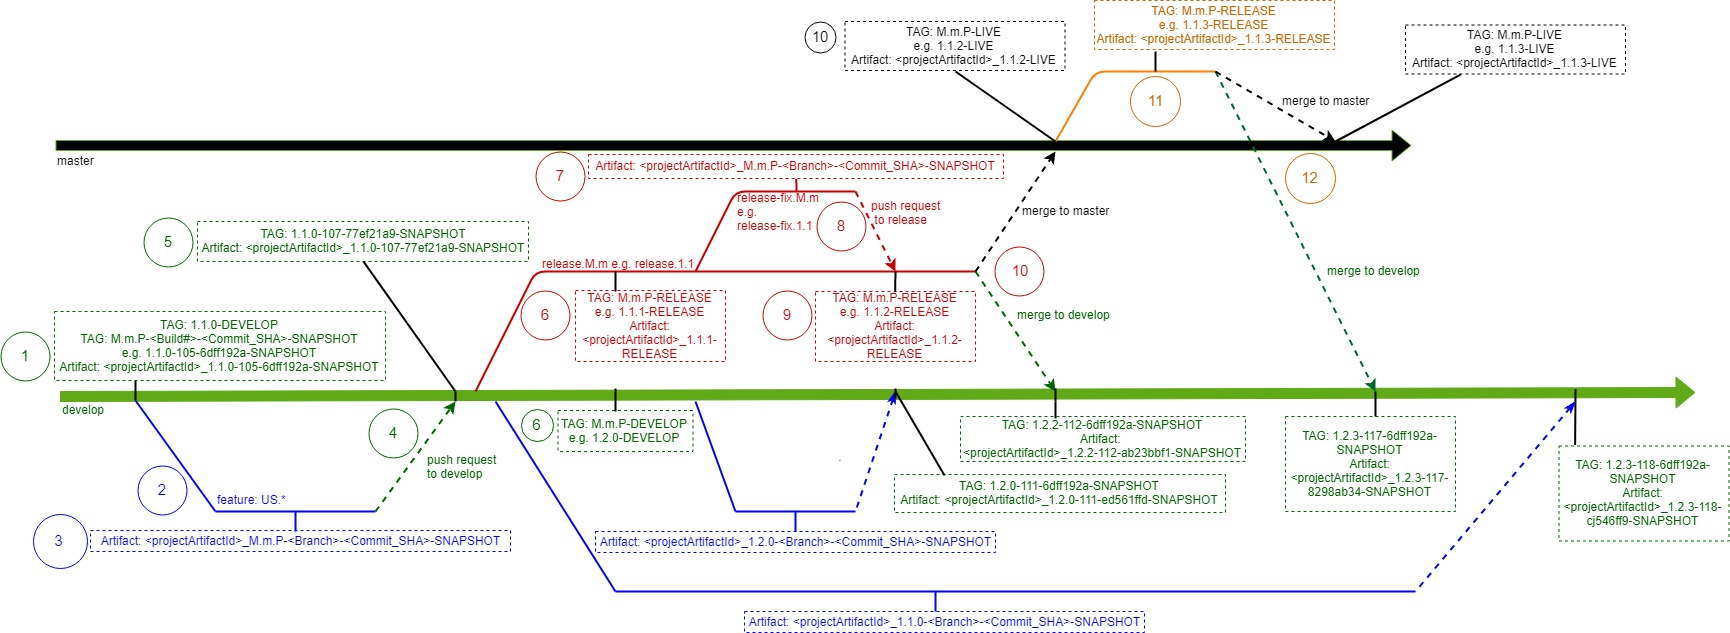 10
TAG: M.m.P-LIVE
e.g. 1.1.2-LIVE
Artifact: <projectArtifactId>_1.1.2-LIVE
TAG: M.m.P-RELEASE
e.g. 1.1.3-RELEASE
Artifact: <projectArtifactId>_1.1.3-RELEASE
TAG: M.m.P-LIVE
e.g. 1.1.3-LIVE
Artifact: <projectArtifactId>_1.1.3-LIVE
11
merge to master
master
7
Artifact: <projectArtifactId>_M.m.P-<Branch>-<Commit_SHA>-SNAPSHOT
12
release-fix.M.m
e.g.
release-fix.1.1
8
push request
to release
merge to master
5
TAG: 1.1.0-107-77ef21a9-SNAPSHOT
Artifact: <projectArtifactId>_1.1.0-107-77ef21a9-SNAPSHOT
release.M.m e.g. release.1.1
10
merge to develop
6
TAG: M.m.P-RELEASE
e.g. 1.1.1-RELEASE
Artifact:
<projectArtifactId>_1.1.1-
RELEASE
9
TAG: M.m.P-RELEASE
e.g. 1.1.2-RELEASE
Artifact:
<projectArtifactId>_1.1.2-
RELEASE
merge to develop
1
TAG: 1.1.0-DEVELOP
TAG: M.m.P-<Build#>-<Commit_SHA>-SNAPSHOT
e.g. 1.1.0-105-6dff192a-SNAPSHOT
Artifact: <projectArtifactId>_1.1.0-105-6dff192a-SNAPSHOT
develop
4
push request
to develop
6
TAG: M.m.P-DEVELOP
e.g. 1.2.0-DEVELOP
TAG: 1.2.2-112-6dff192a-SNAPSHOT
Artifact:
<projectArtifactId>_1.2.2-112-ab23bbf1-SNAPSHOT
TAG: 1.2.0-111-6dff192a-SNAPSHOT
Artifact: <projectArtifactId>_1.2.0-111-ed561ffd-SNAPSHOT
TAG: 1.2.3-117-6dff192a-
SNAPSHOT
Artifact:
<projectArtifactId>_1.2.3-117-
8298ab34-SNAPSHOT
TAG: 1.2.3-118-6dff192a-
SNAPSHOT
Artifact:
<projectArtifactId>_1.2.3-118-
cj546ff9-SNAPSHOT
2
feature: US.*
3
Artifact: <projectArtifactId>_M.m.P-<Branch>-<Commit_SHA>-SNAPSHOT
Artifact: <projectArtifactId>_1.2.0-<Branch>-<Commit_SHA>-SNAPSHOT
Artifact: <projectArtifactId>_1.1.0-<Branch>-<Commit_SHA>-SNAPSHOT